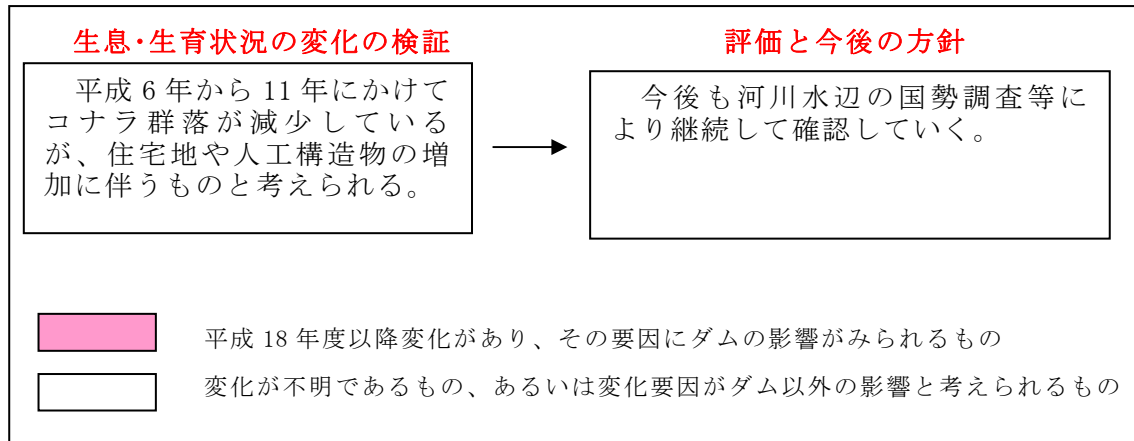 生息・生育状況の変化の検証
平成 6 年から 11 年にかけて
コナラ群落が減少している
が、住宅地や人工構造物の増
加に伴うものと考えられる。
評価と今後の方針
今後も河川水辺の国勢調査等に
より継続して確認していく。
平成 18 年度以降変化があり、その要因にダムの影響がみられるもの
変化が不明であるもの、あるいは変化要因がダム以外の影響と考えられるもの